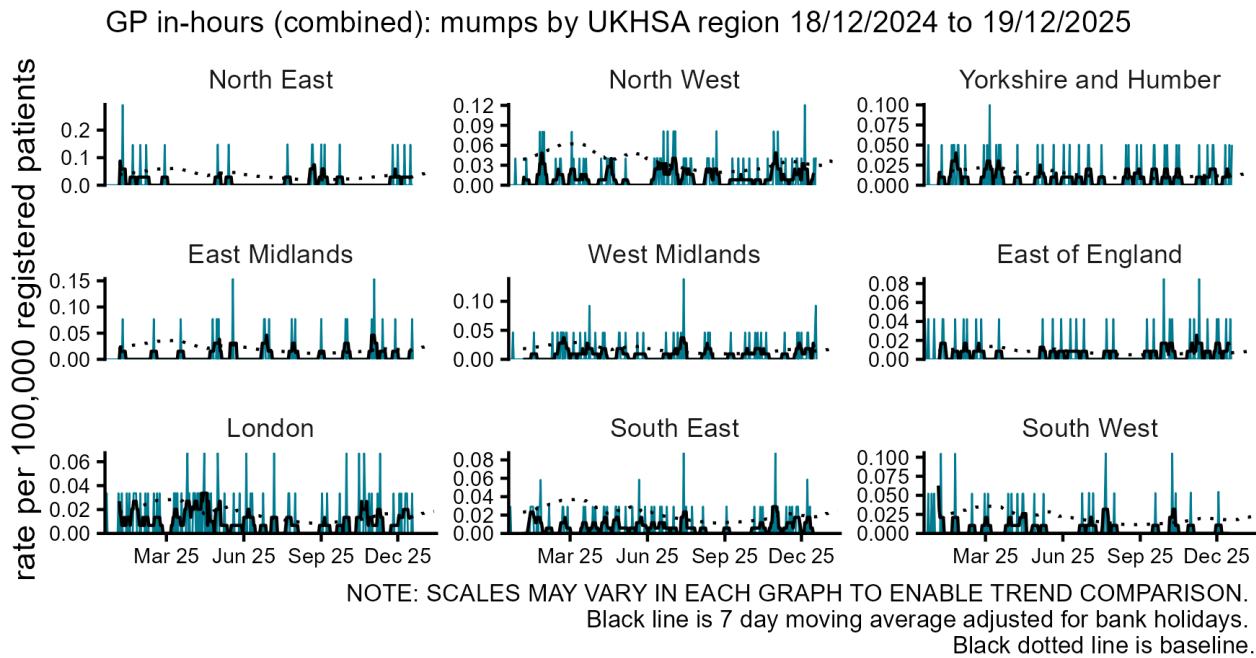 GP in-hours (combined): mumps by UKHSA region 18/12/2024 to 19/12/2025
rate per 100,000 registered patients
North East
0.2
0.1
0.0
North West
0.12
0.09
0.06
0.03
0.00
Yorkshire and Humber
0.100
0.075
0.050
0.025
0.000
East Midlands
0.15
0.10
0.05
0.00
West Midlands
0.10
0.05
0.00
East of England
0.08
0.06
0.04
0.02
0.00
London
0.06
0.04
0.02
0.00
Mar 25 Jun 25 Sep 25 Dec 25
South East
0.08
0.06
0.04
0.02
0.00
Mar 25 Jun 25 Sep 25 Dec 25
South West
0.100
0.075
0.050
0.025
0.000
Mar 25 Jun 25 Sep 25 Dec 25
NOTE: SCALES MAY VARY IN EACH GRAPH TO ENABLE TREND COMPARISON.
Black line is 7 day moving average adjusted for bank holidays.
Black dotted line is baseline.